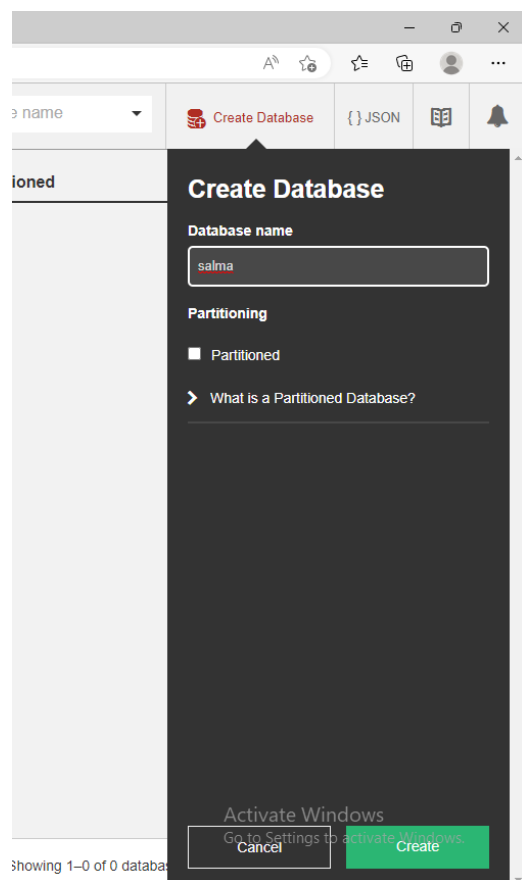 e name
Create Database
{ } JSON
ioned
Create Database
Database name
salma
Partitioning
Partitioned
What is a Partitioned Database?
Activate Windows
Go to Settings to activate Windows.
Cancel
Create
Showing 1–0 of 0 databa